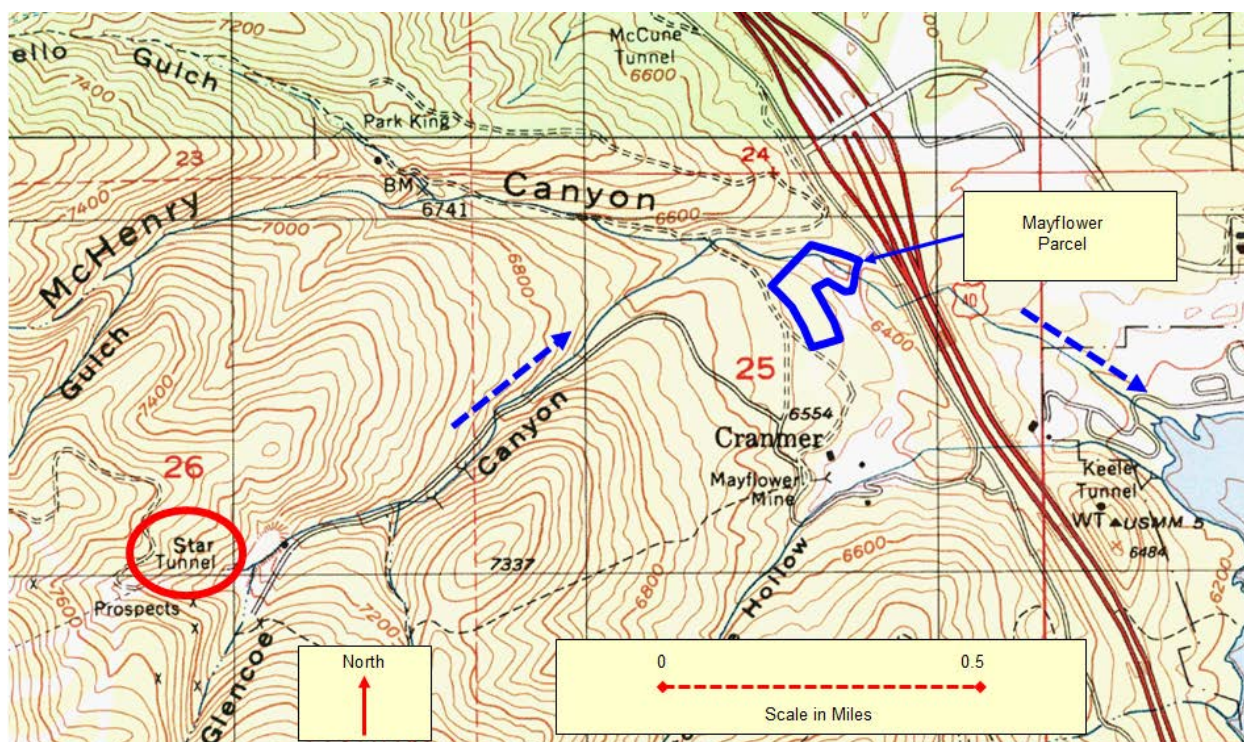 7200
McCune
Tunnel
6600
ello Gulch
7400
Park King
23
24
BM
Canyon
6741
6600
7400
McHenry
7000
Mayflower
Parcel
6800
40
6400
Gulch
7400
25
6554
Canyon
Cranmer
26
Mayflower
Mine
Keeler
Tunnel
WT USMM 5
6484
Star
Tunnel
7337
6600
6200
Prospects
7600
6800
Hollow
7200
Glencoe
North
0 0.5
Scale in Miles